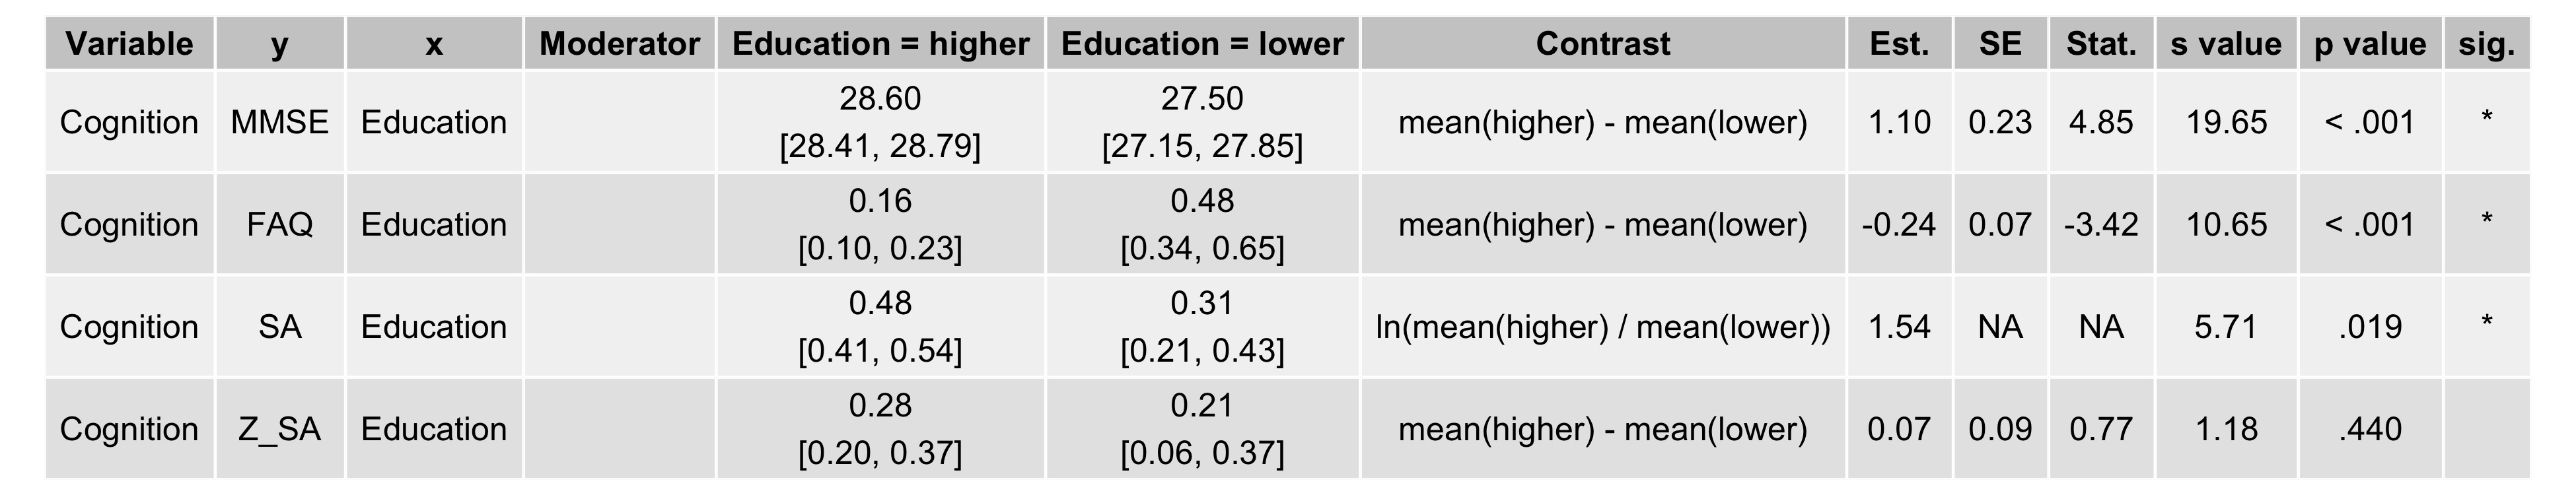 Variable y x Moderator Education = higher Education = lower Contrast Est. SE Stat. s value p value sig.
28.60 27.50
Cognition MMSE Education mean(higher) - mean(lower) 1.10 0.23 4.85 19.65 < .001 *
[28.41, 28.79] [27.15, 27.85]
0.16 0.48
Cognition FAQ Education mean(higher) - mean(lower) -0.24 0.07 -3.42 10.65 < .001 *
[0.10, 0.23] [0.34, 0.65]
0.48 0.31
Cognition SA Education ln(mean(higher) / mean(lower)) 1.54 NA NA 5.71 .019 *
[0.41, 0.54] [0.21, 0.43]
0.28 0.21
Cognition Z_SA Education mean(higher) - mean(lower) 0.07 0.09 0.77 1.18 .440
[0.20, 0.37] [0.06, 0.37]